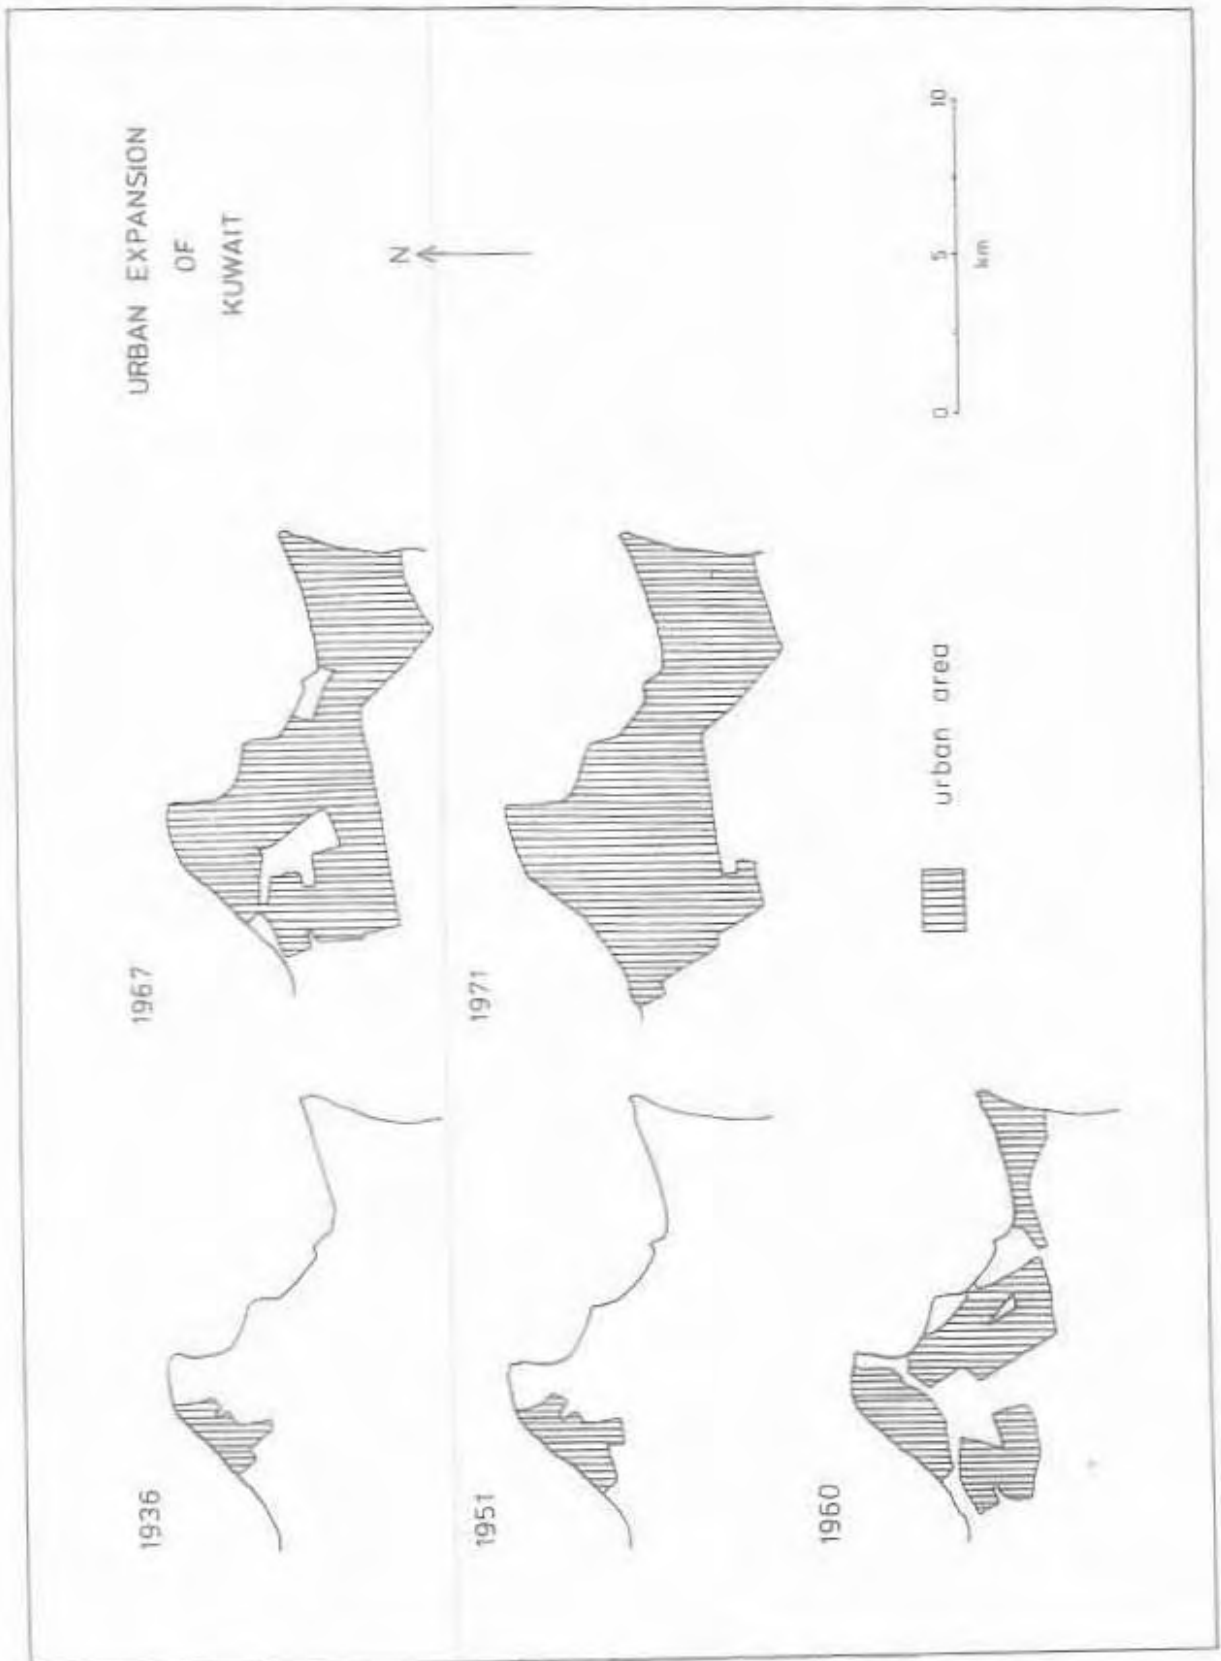 URBAN EXPANSION
OF
KUWAIT
N
1936
1967
1951
1971
1960
urban area
0 5 10
km